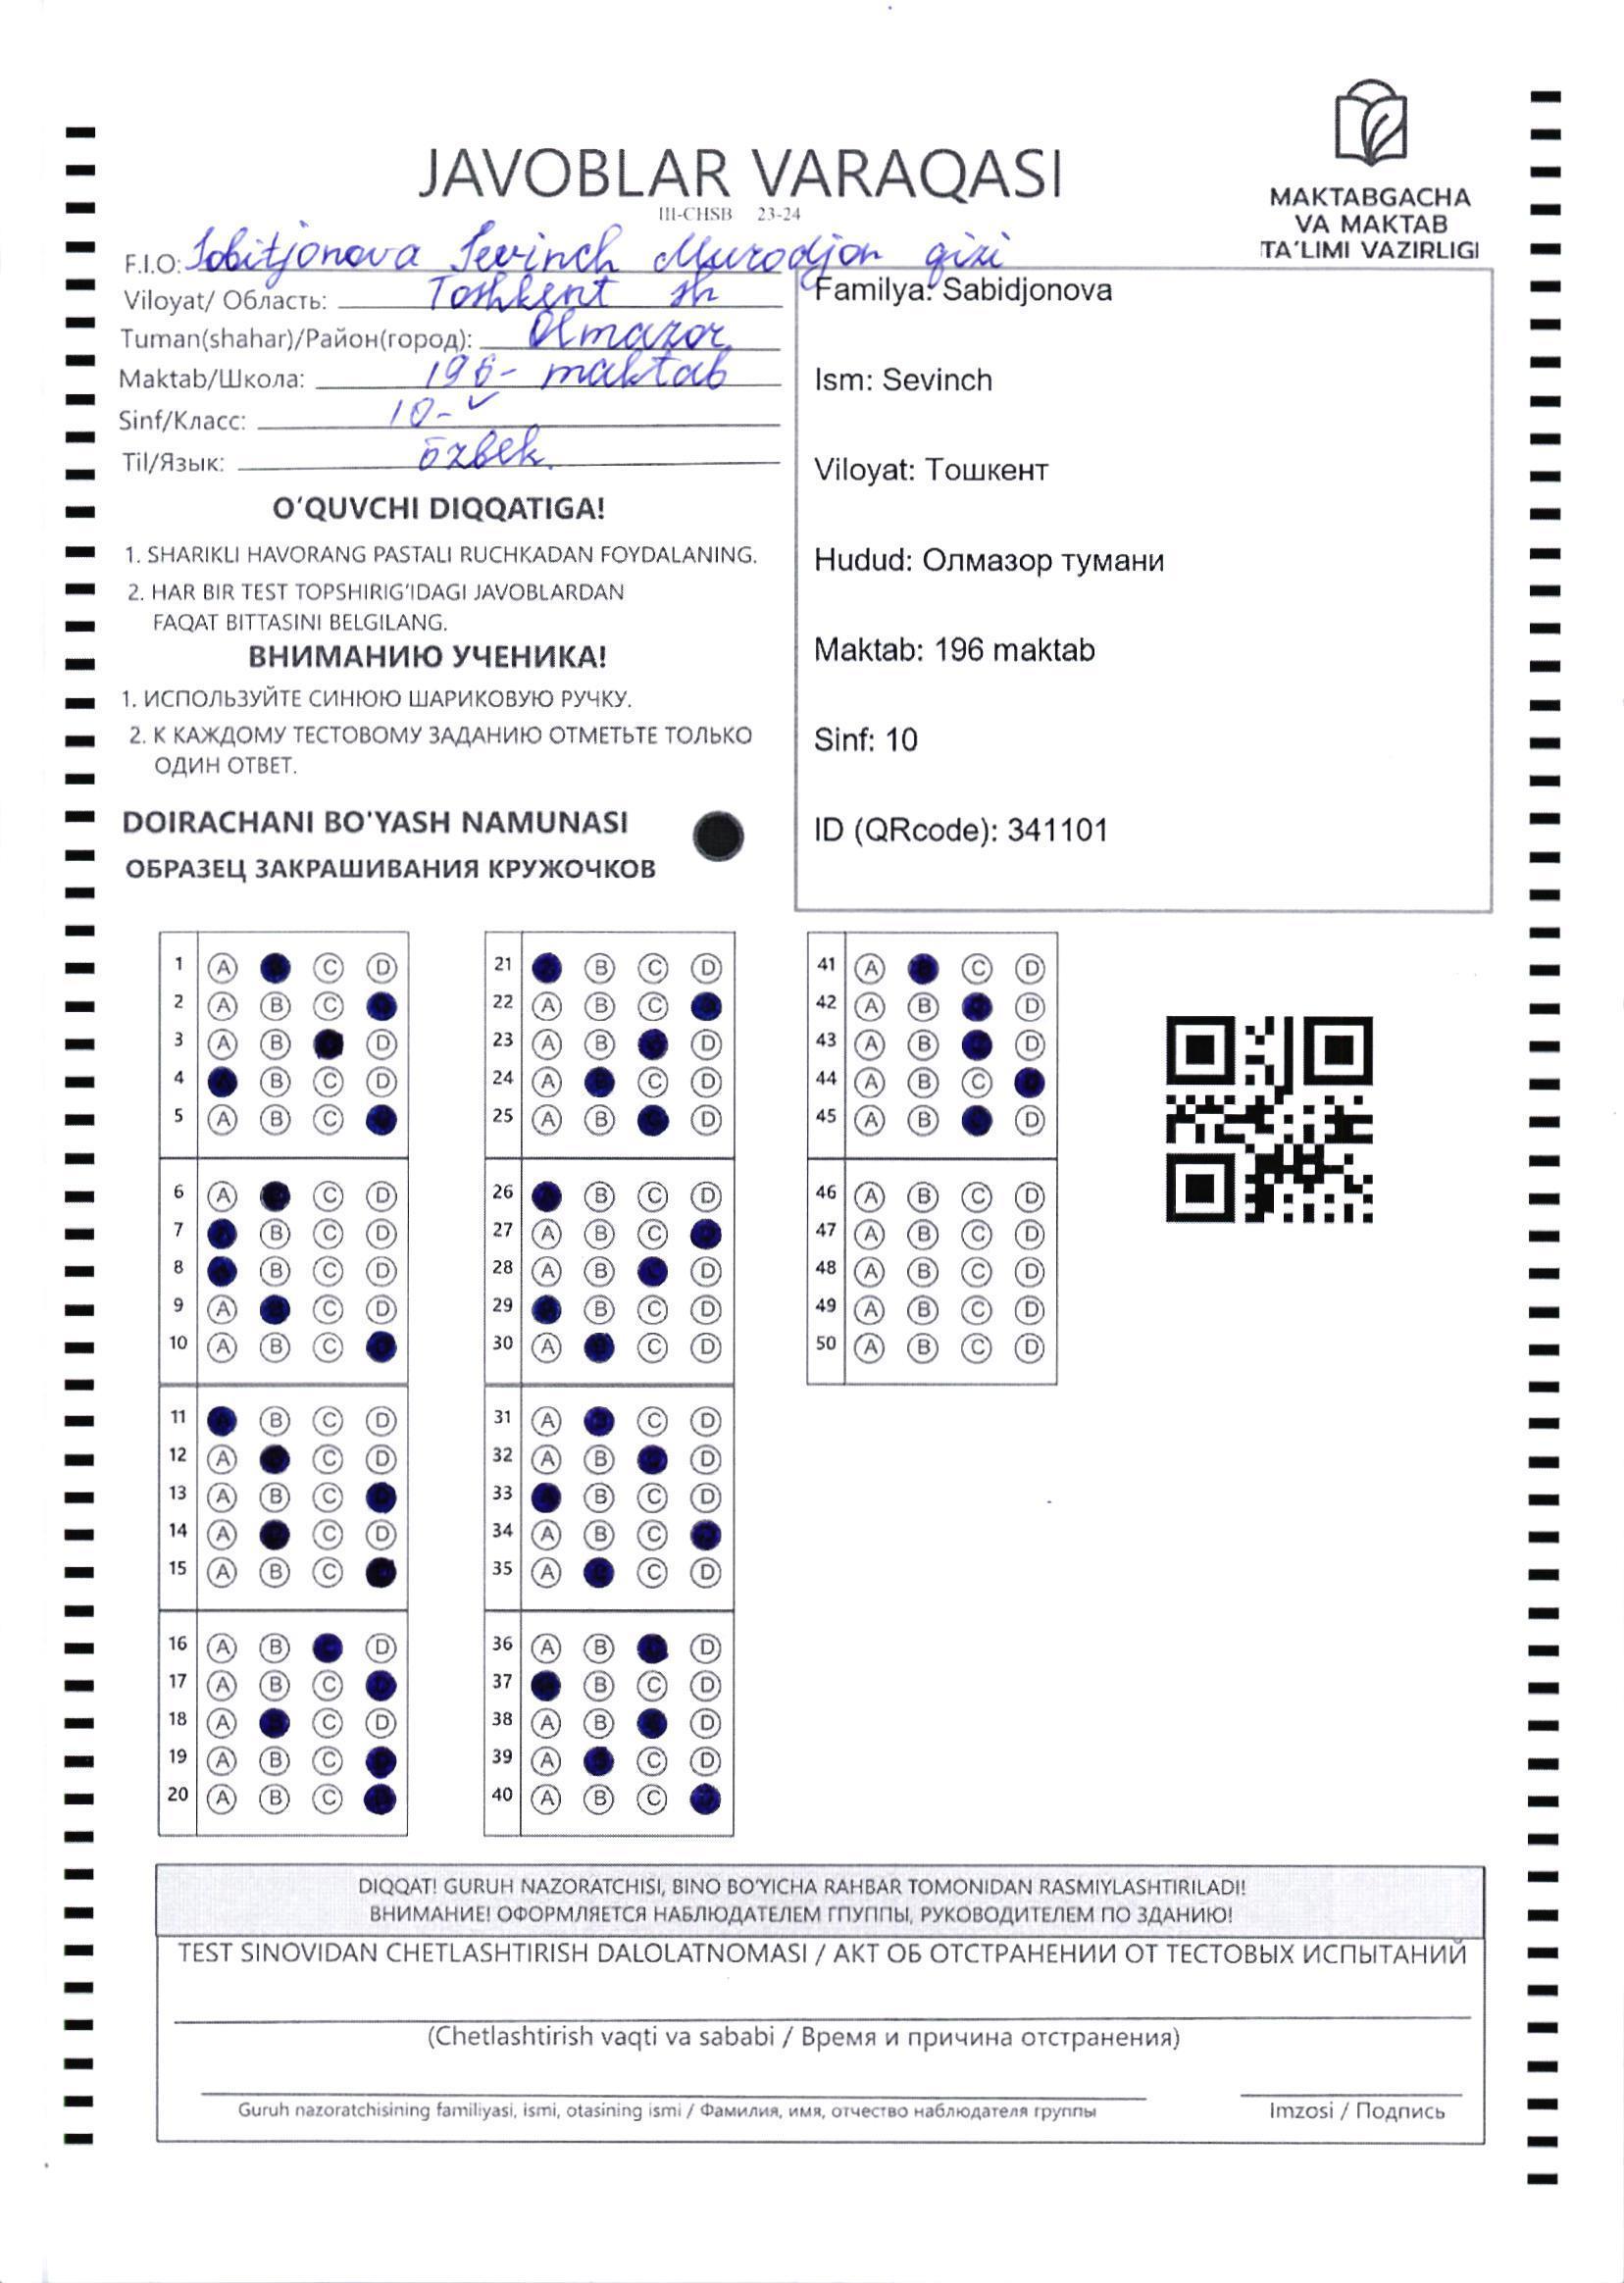 JAVOBLAR VARAQASI
III-CHSB 23-24
MAKTABGACHA
VA MAKTAB
TA'LIMI VAZIRLIGI
F.I.O: Sobitjonova Sevinch Murodjon qizi
Viloyat/ Область: Toshkent sh
Tuman(shahar)/Район(город): Olmazor
Maktab/Школа: 196- maktab
Sinf/Класс: 10-
Til/Язык: Ozbek.
O'QUVCHI DIQQATIGA!
1. SHARIKLI HAVORANG PASTALI RUCHKADAN FOYDALANING.
2. HAR BIR TEST TOPSHIRIG'IDAGI JAVOBLARDAN
FAQAT BITTASINI BELGILANG.
ВНИМАНИЮ УЧЕНИКА!
1. ИСПОЛЬЗУЙТЕ СИНЮЮ ШАРИКОВУЮ РУЧКУ.
2. К КАЖДОМУ ТЕСТОВОМУ ЗАДАНИЮ ОТМЕТЬТЕ ТОЛЬКО
ОДИН ОТВЕТ.
DOIRACHANI BO'YASH NAMUNASI
ОБРАЗЕЦ ЗАКРАШИВАНИЯ КРУЖОЧКОВ
Familya: Sabidjonova
Ism: Sevinch
Viloyat: Тошкент
Hudud: Олмазор тумани
Maktab: 196 maktab
Sinf: 10
ID (QRcode): 341101
1 A C D
2 A B C
3 A B D
4 B C D
5 A B C
6 A C D
7 B C D
8 B C D
9 A C D
10 A B C
11 B C D
12 A C D
13 A B C
14 A C D
15 A B C
16 A B D
17 A B C
18 A C D
19 A B C
20 A B C
21 B C D
22 A B C
23 A B D
24 A C D
25 A B D
26 B C D
27 A B C
28 A B D
29 B C D
30 A C D
31 A C D
32 A B D
33 B C D
34 A B C
35 A C D
36 A B D
37 B C D
38 A B D
39 A C D
40 A B C
41 A C D
42 A B D
43 A B D
44 A B C
45 A B D
46 A B C D
47 A B C D
48 A B C D
49 A B C D
50 A B C D
DIQQAT! GURUH NAZORATCHISI, BINO BO'YICHA RAHBAR TOMONIDAN RASMIYLASHTIRILADI!
ВНИМАНИЕ! ОФОРМЛЯЕТСЯ НАБЛЮДАТЕЛЕМ ГПУППЫ, РУКОВОДИТЕЛЕМ ПО ЗДАНИЮ!
TEST SINOVIDAN CHETLASHTIRISH DALOLATNOMASI / АКТ ОБ ОТСТРАНЕНИИ ОТ ТЕСТОВЫХ ИСПЫТАНИЙ
(Chetlashtirish vaqti va sababi / Время и причина отстранения)
Guruh nazoratchisining familiyasi, ismi, otasining ismi / Фамилия, имя, отчество наблюдателя группы
Imzosi / Подпись